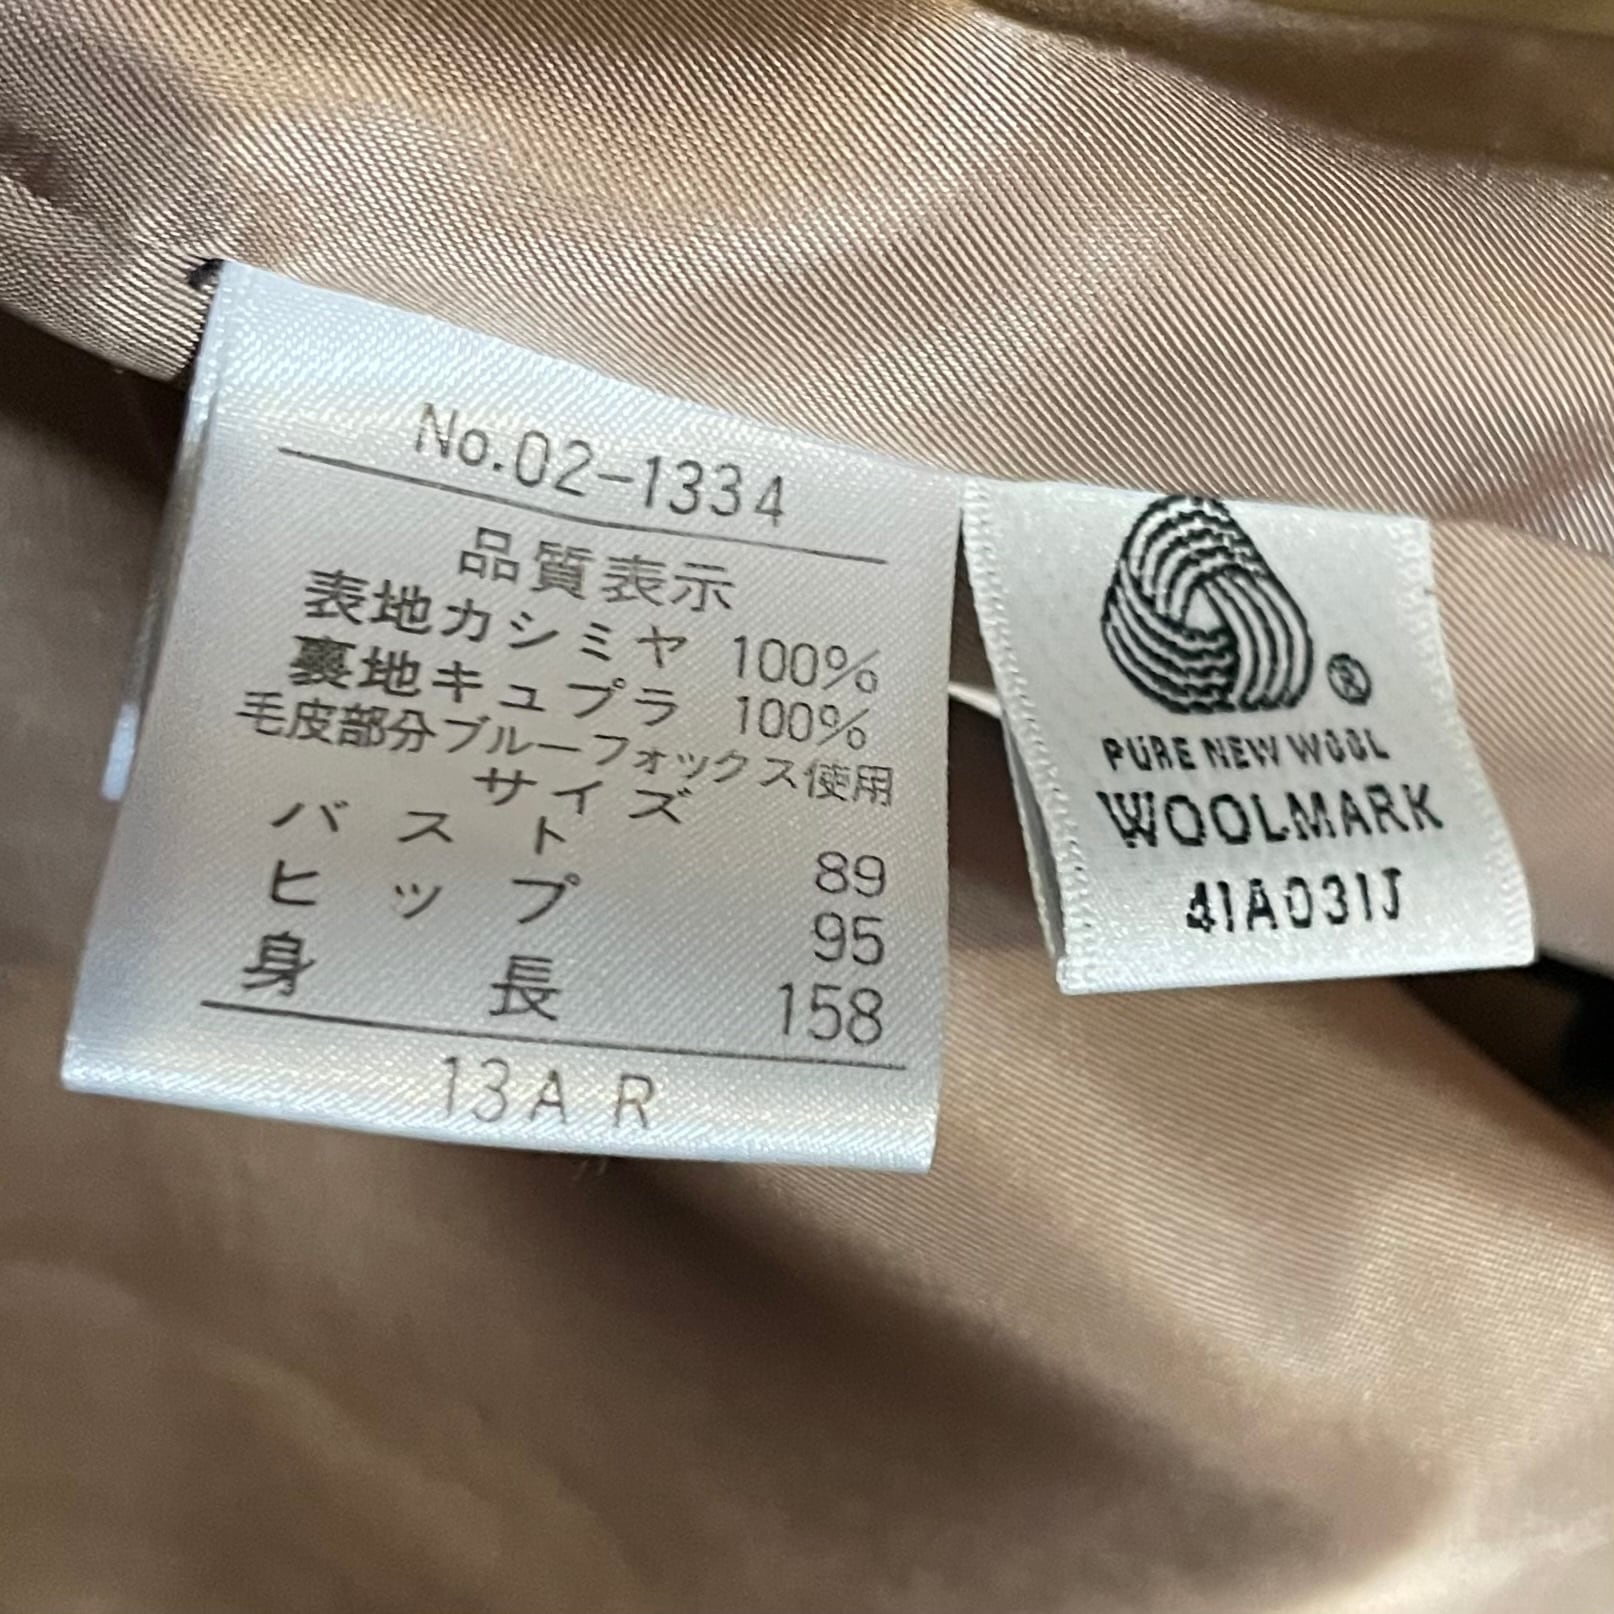 No.02-1334
品質表示
表地カシミヤ 100%
裏地キュプラ 100%
毛皮部分ブルーフォックス使用
サイズ
バスト 89
ヒップ 95
身長 158
13AR
®
PURE NEW WOOL
WOOLMARK
41A031J